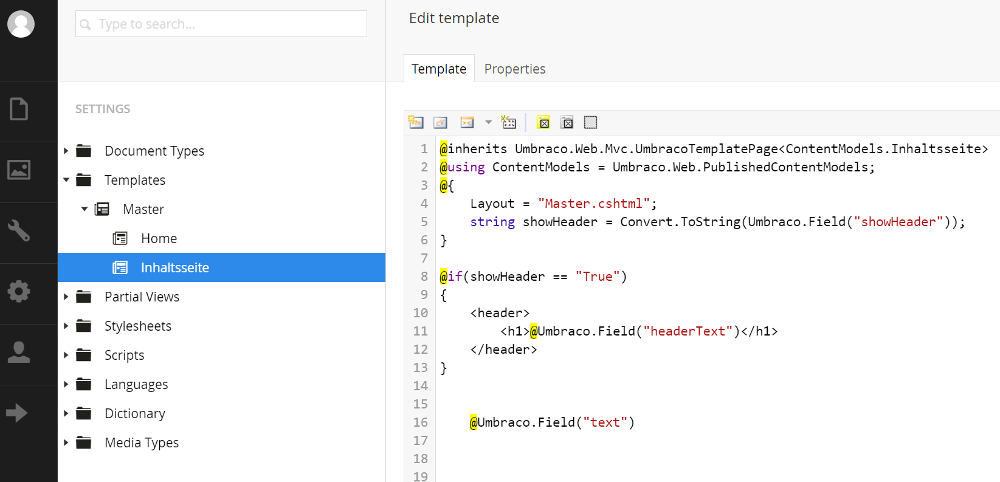 Type to search...
SETTINGS
Document Types
Templates
Master
Home
Inhaltsseite
Partial Views
Stylesheets
Scripts
Languages
Dictionary
Media Types
Edit template
Template Properties
1 @inherits Umbraco.Web.Mvc.UmbracoTemplatePage<ContentModels.Inhaltsseite>
2 @using ContentModels = Umbraco.Web.PublishedContentModels;
3 @{
4     Layout = "Master.cshtml";
5     string showHeader = Convert.ToString(Umbraco.Field("showHeader"));
6 }
7
8 @if(showHeader == "True")
9 {
10     <header>
11         <h1>@Umbraco.Field("headerText")</h1>
12     </header>
13 }
14
15
16     @Umbraco.Field("text")
17
18
19